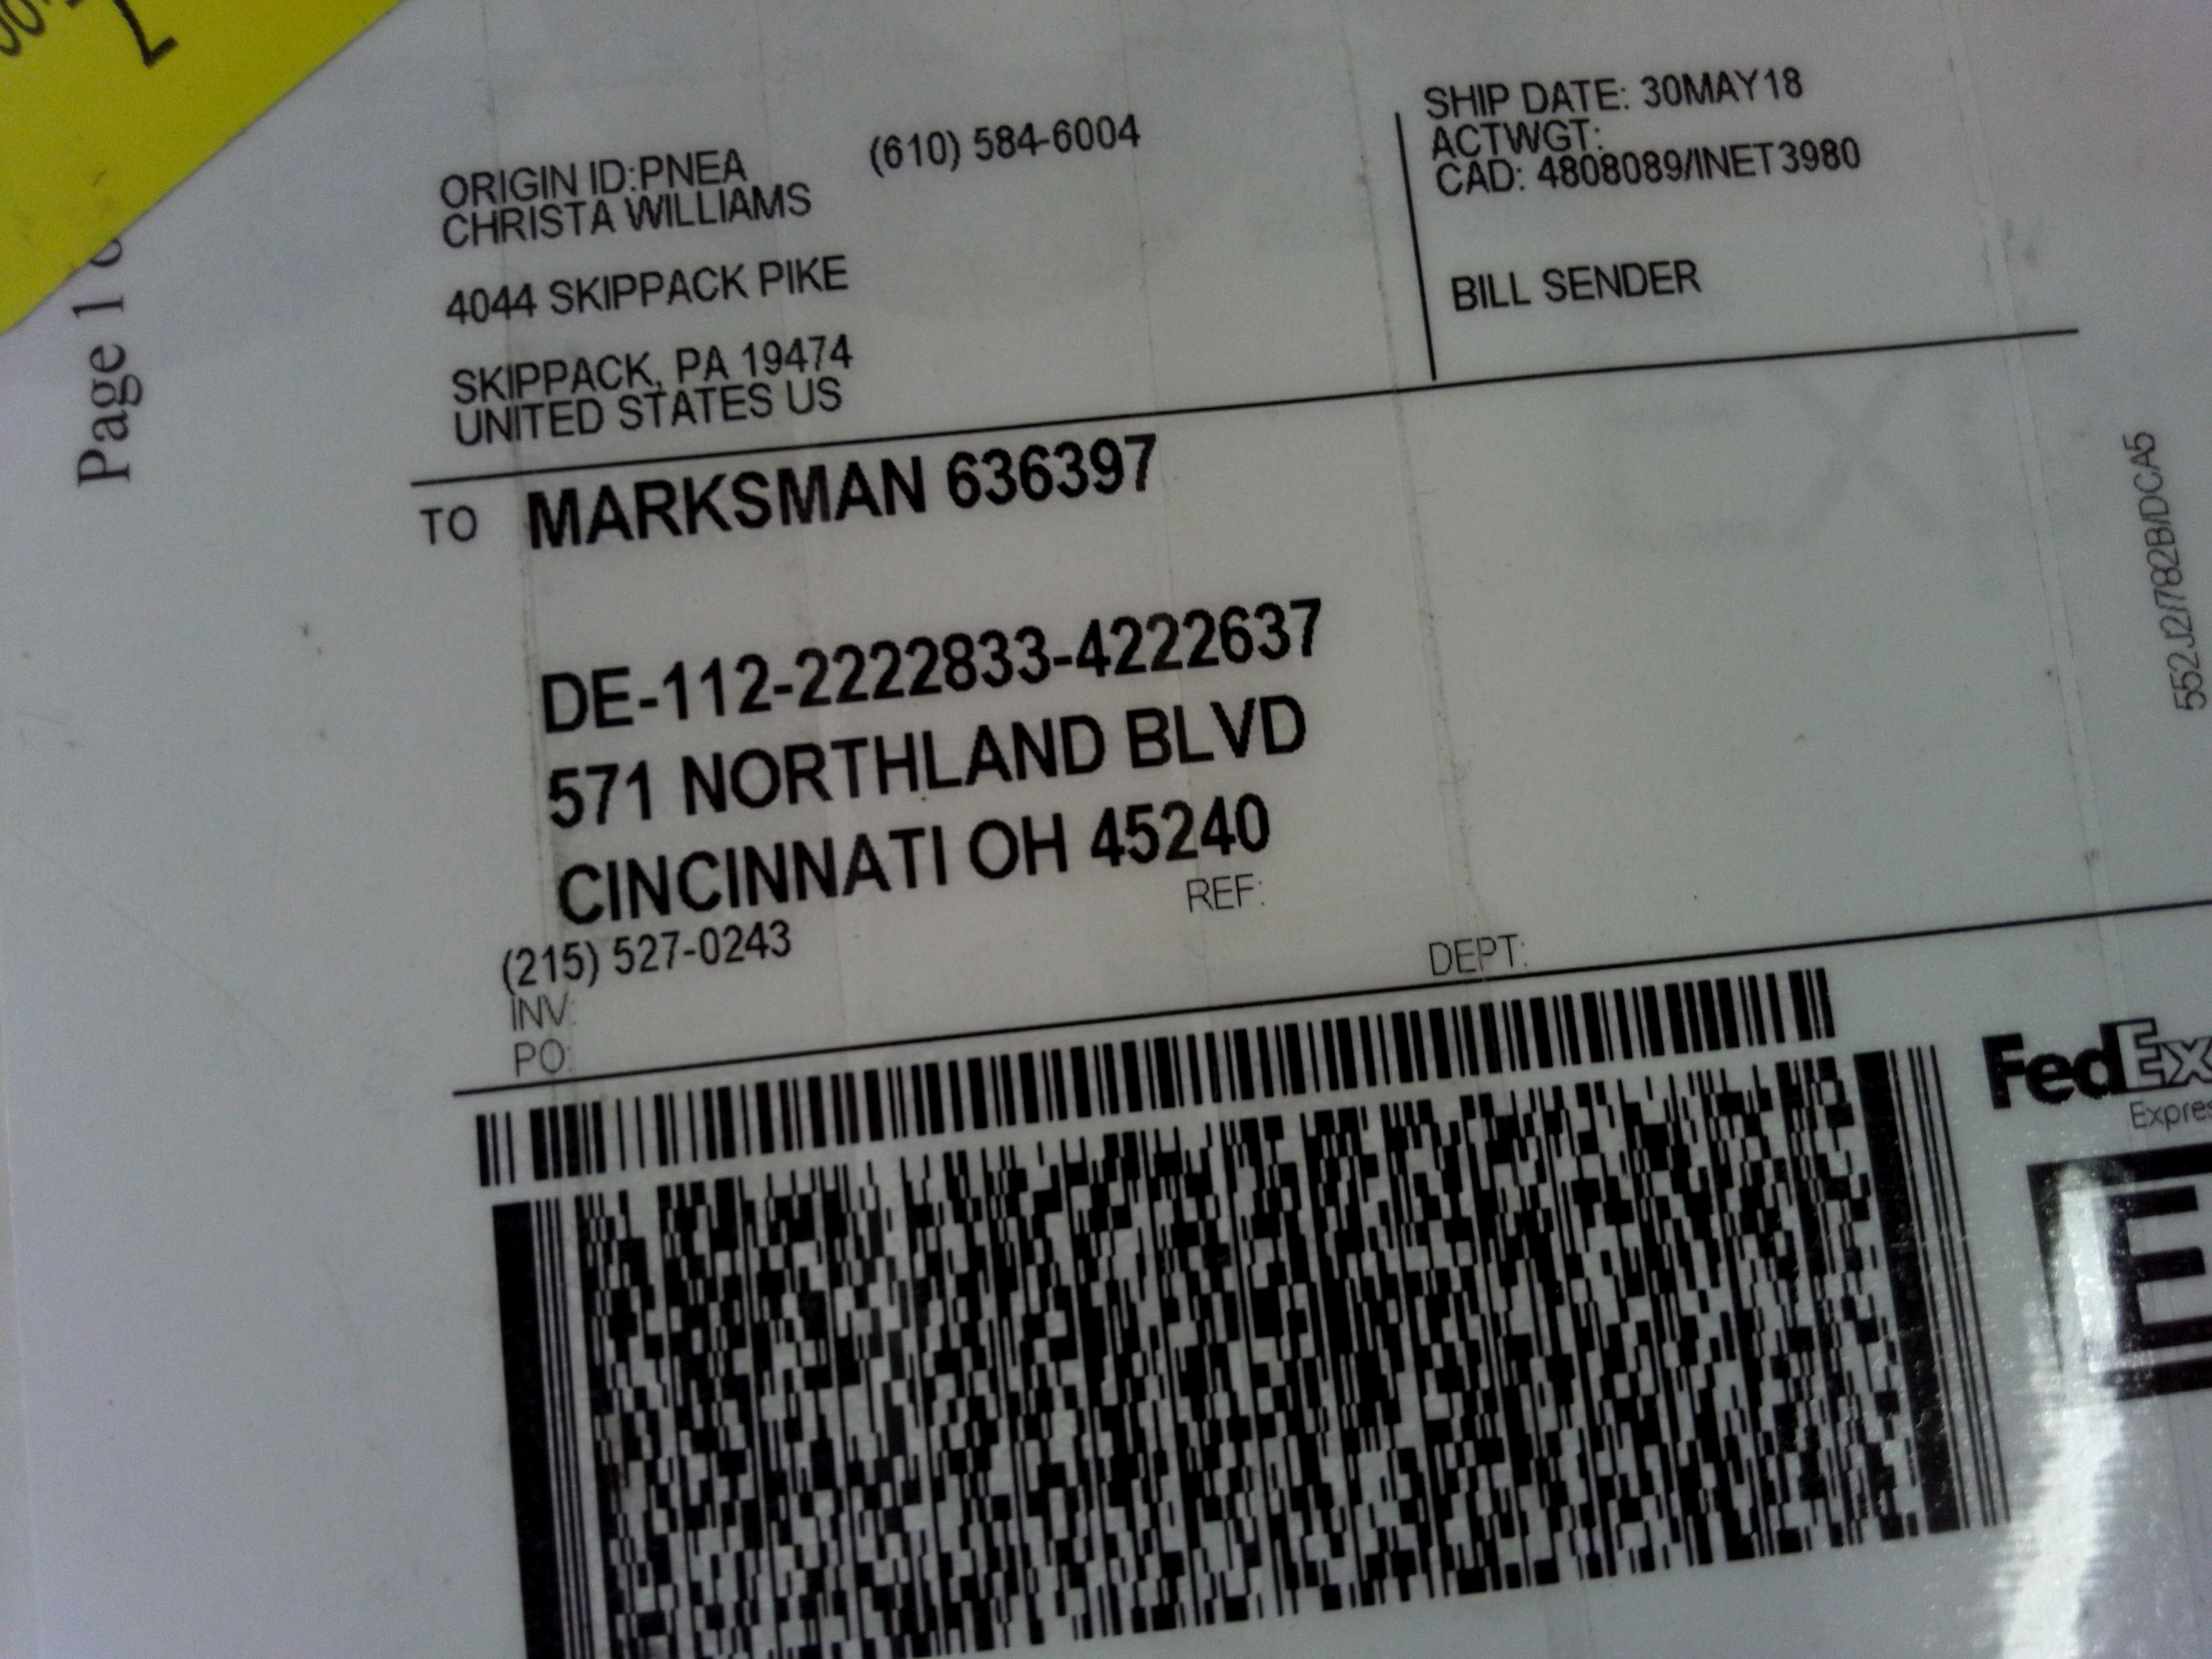 Page 1
ORIGIN ID:PNEA (610) 584-6004
CHRISTA WILLIAMS
4044 SKIPPACK PIKE
SKIPPACK, PA 19474
UNITED STATES US
SHIP DATE: 30MAY18
ACTWGT:
CAD: 4808089/INET3980
BILL SENDER
TO MARKSMAN 636397
DE-112-2222833-4222637
571 NORTHLAND BLVD
CINCINNATI OH 45240
(215) 527-0243 REF:
INV:
PO: DEPT:
552J2/782B/DCA5
FedEx
E